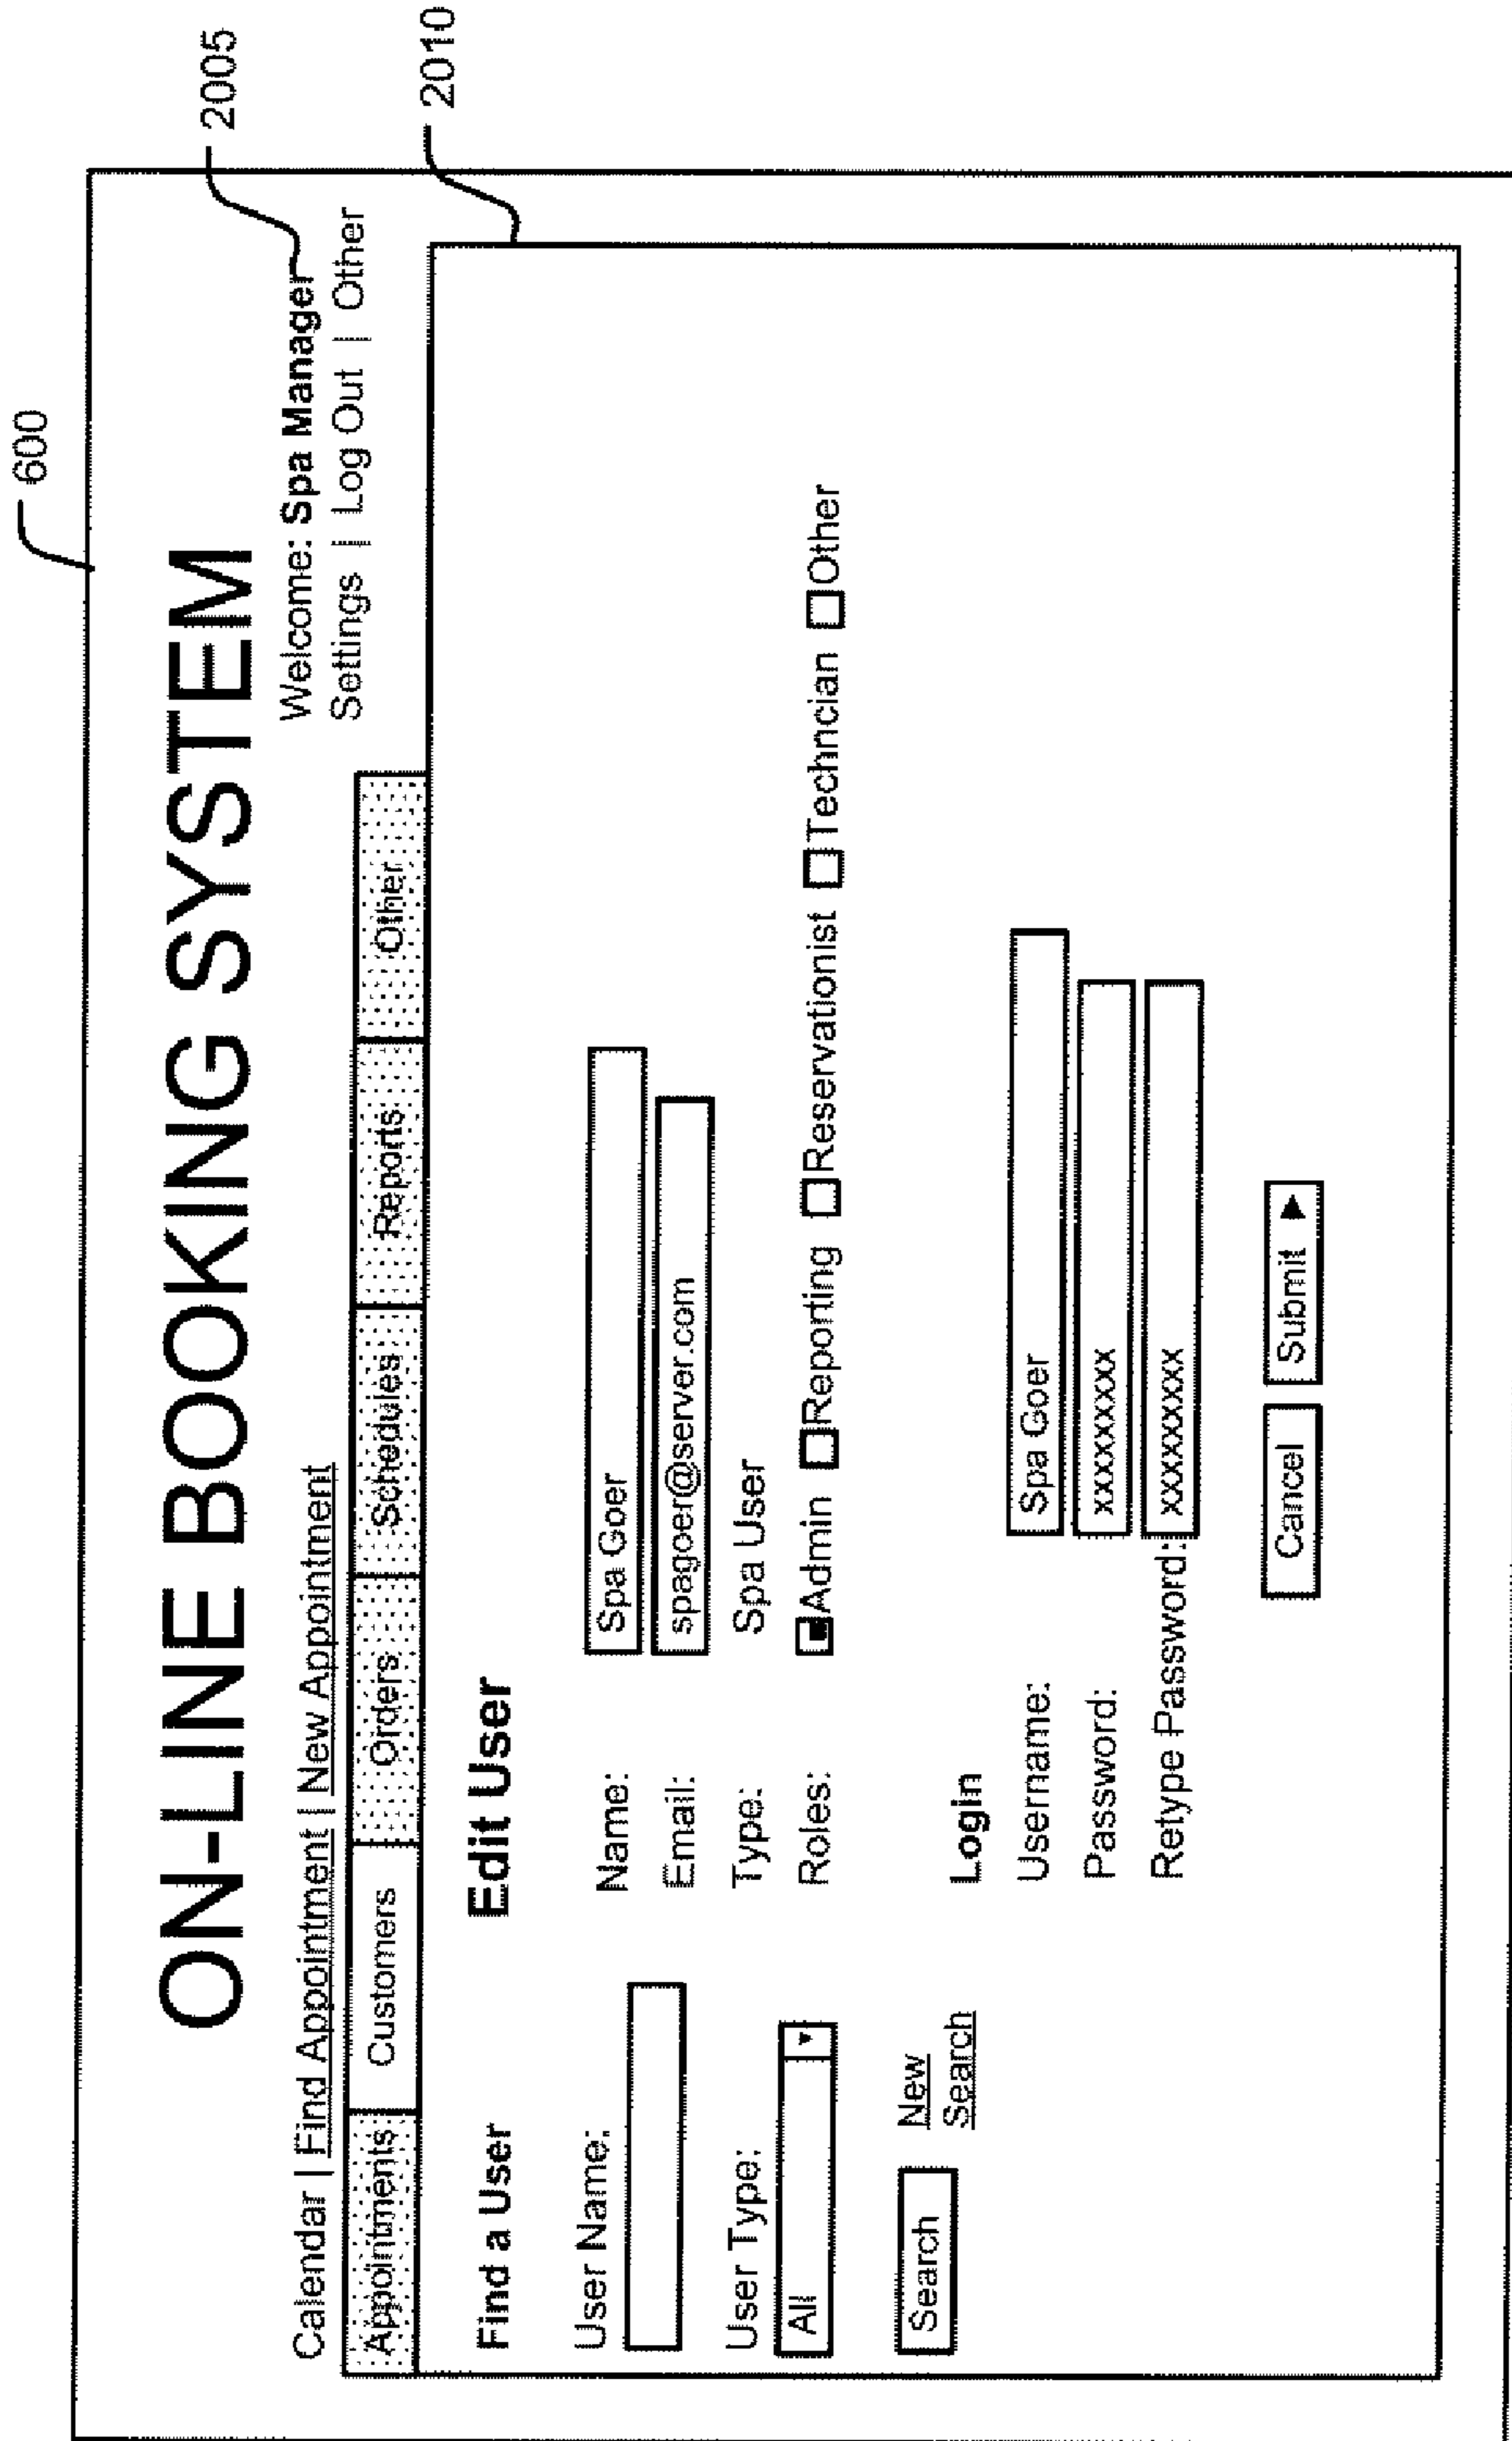 600
ON-LINE BOOKING SYSTEM
2005
Welcome: Spa Manager
Calendar | Find Appointment | New Appointment
Settings | Log Out | Other
Appointments Customers Orders Schedules Reports Other
2010
Find a User
Edit User
User Name:
Name: Spa Goer
Email: spagoer@server.com
User Type:
Type: Spa User
All
Roles: Admin Reporting Reservationist Techncian Other
Search
New
Search
Login
Username: Spa Goer
Password: xxxxxxxxx
Retype Password: xxxxxxxxx
Cancel Submit